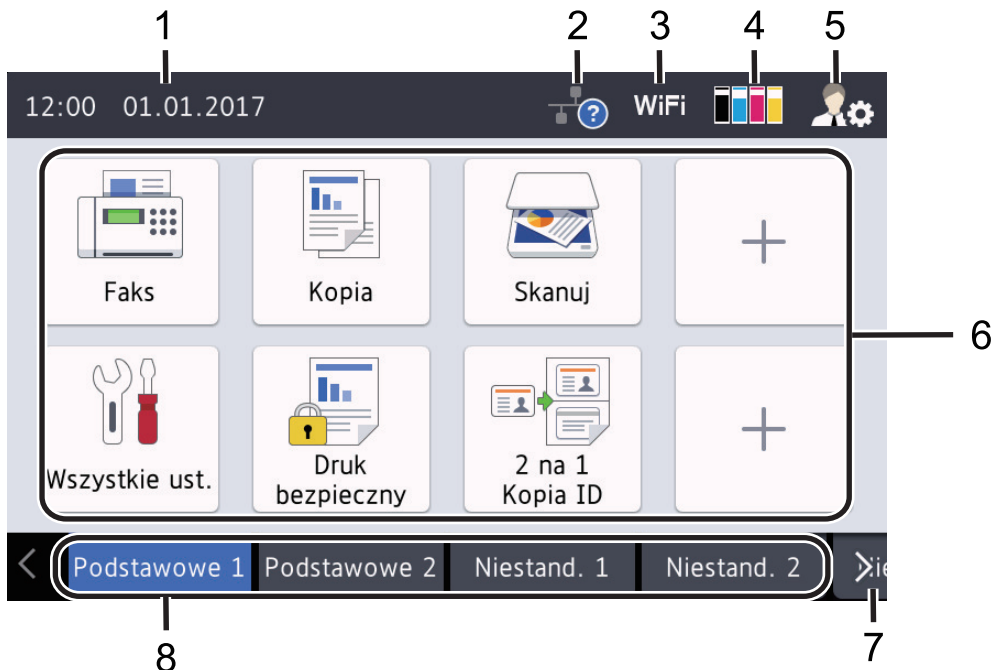 1 2 3 4 5
12:00 01.01.2017 ? WiFi
Faks Kopia Skanuj +
6
Wszystkie ust. Druk bezpieczny 2 na 1 Kopia ID +
< Podstawowe 1 Podstawowe 2 Niestand. 1 Niestand. 2 >
8 7